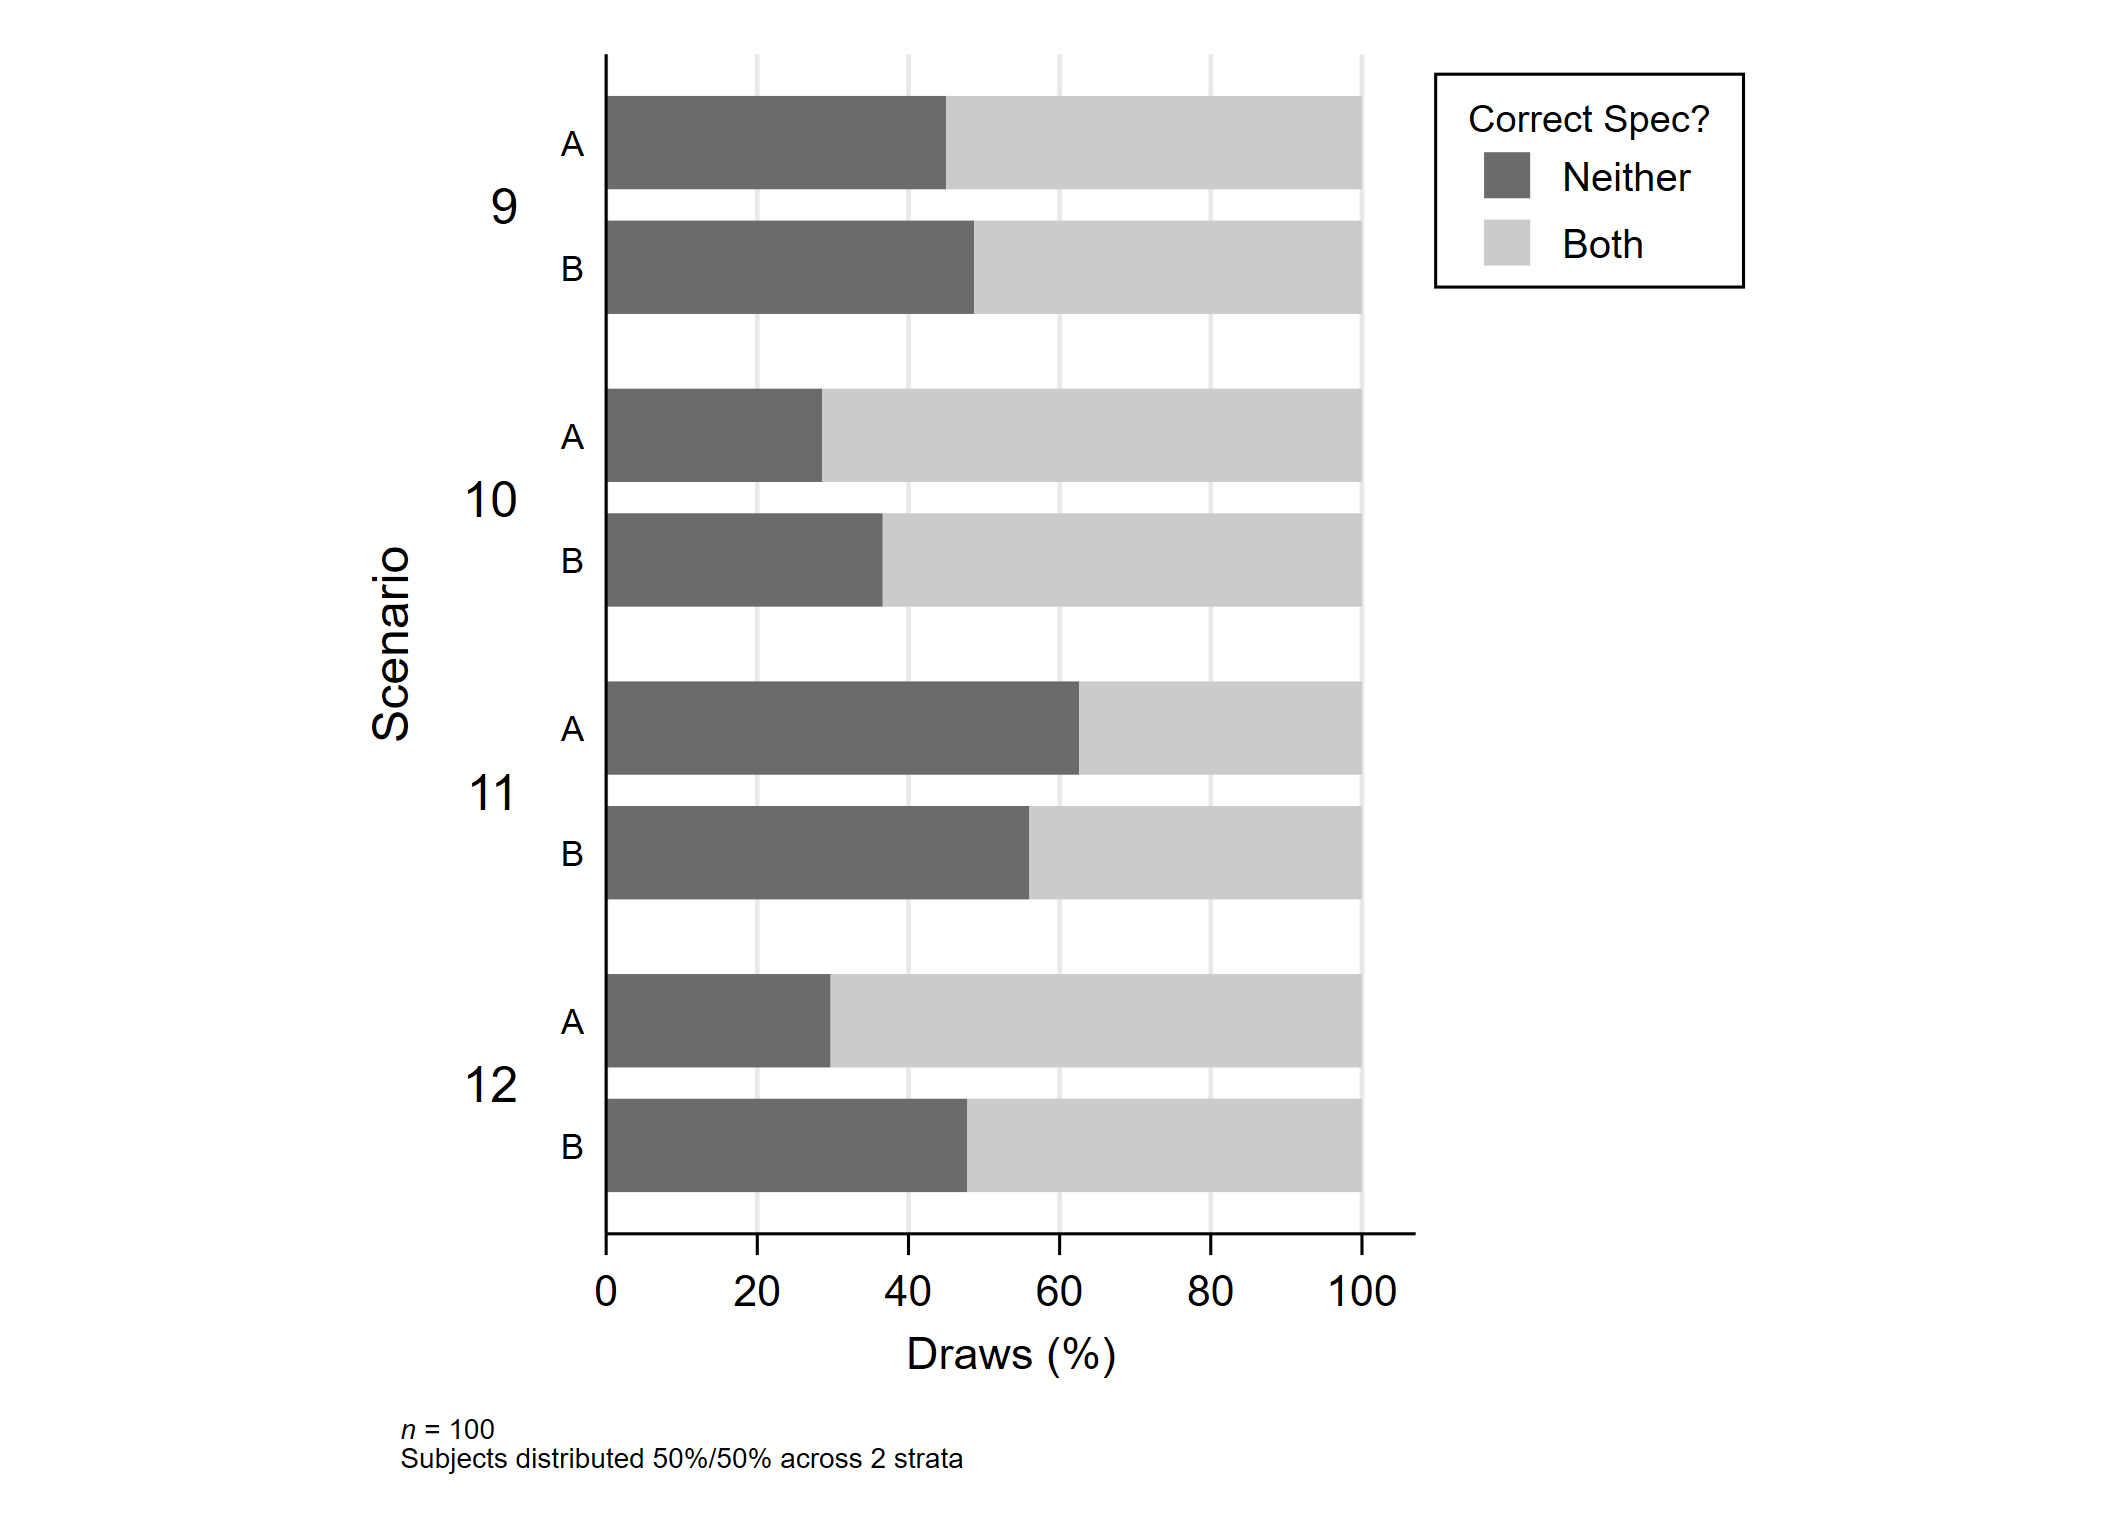 Correct Spec?
Neither
Both
Scenario
9
A
B
10
A
B
11
A
B
12
A
B
0 20 40 60 80 100
Draws (%)
n = 100
Subjects distributed 50%/50% across 2 strata